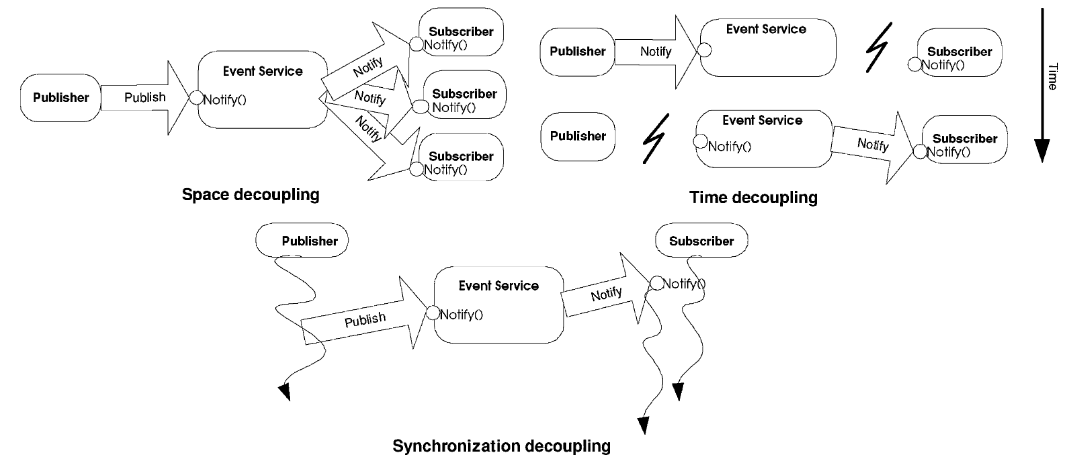 Publisher
Publish
Event Service
Notify()
Notify
Notify
Notify
Subscriber
Notify()
Subscriber
Notify()
Subscriber
Notify()
Space decoupling
Publisher
Notify
Event Service
Subscriber
Notify()
Publisher
Event Service
Notify()
Notify
Subscriber
Notify()
Time
Time decoupling
Publisher
Publish
Event Service
Notify()
Notify
Subscriber
Notify()
Synchronization decoupling